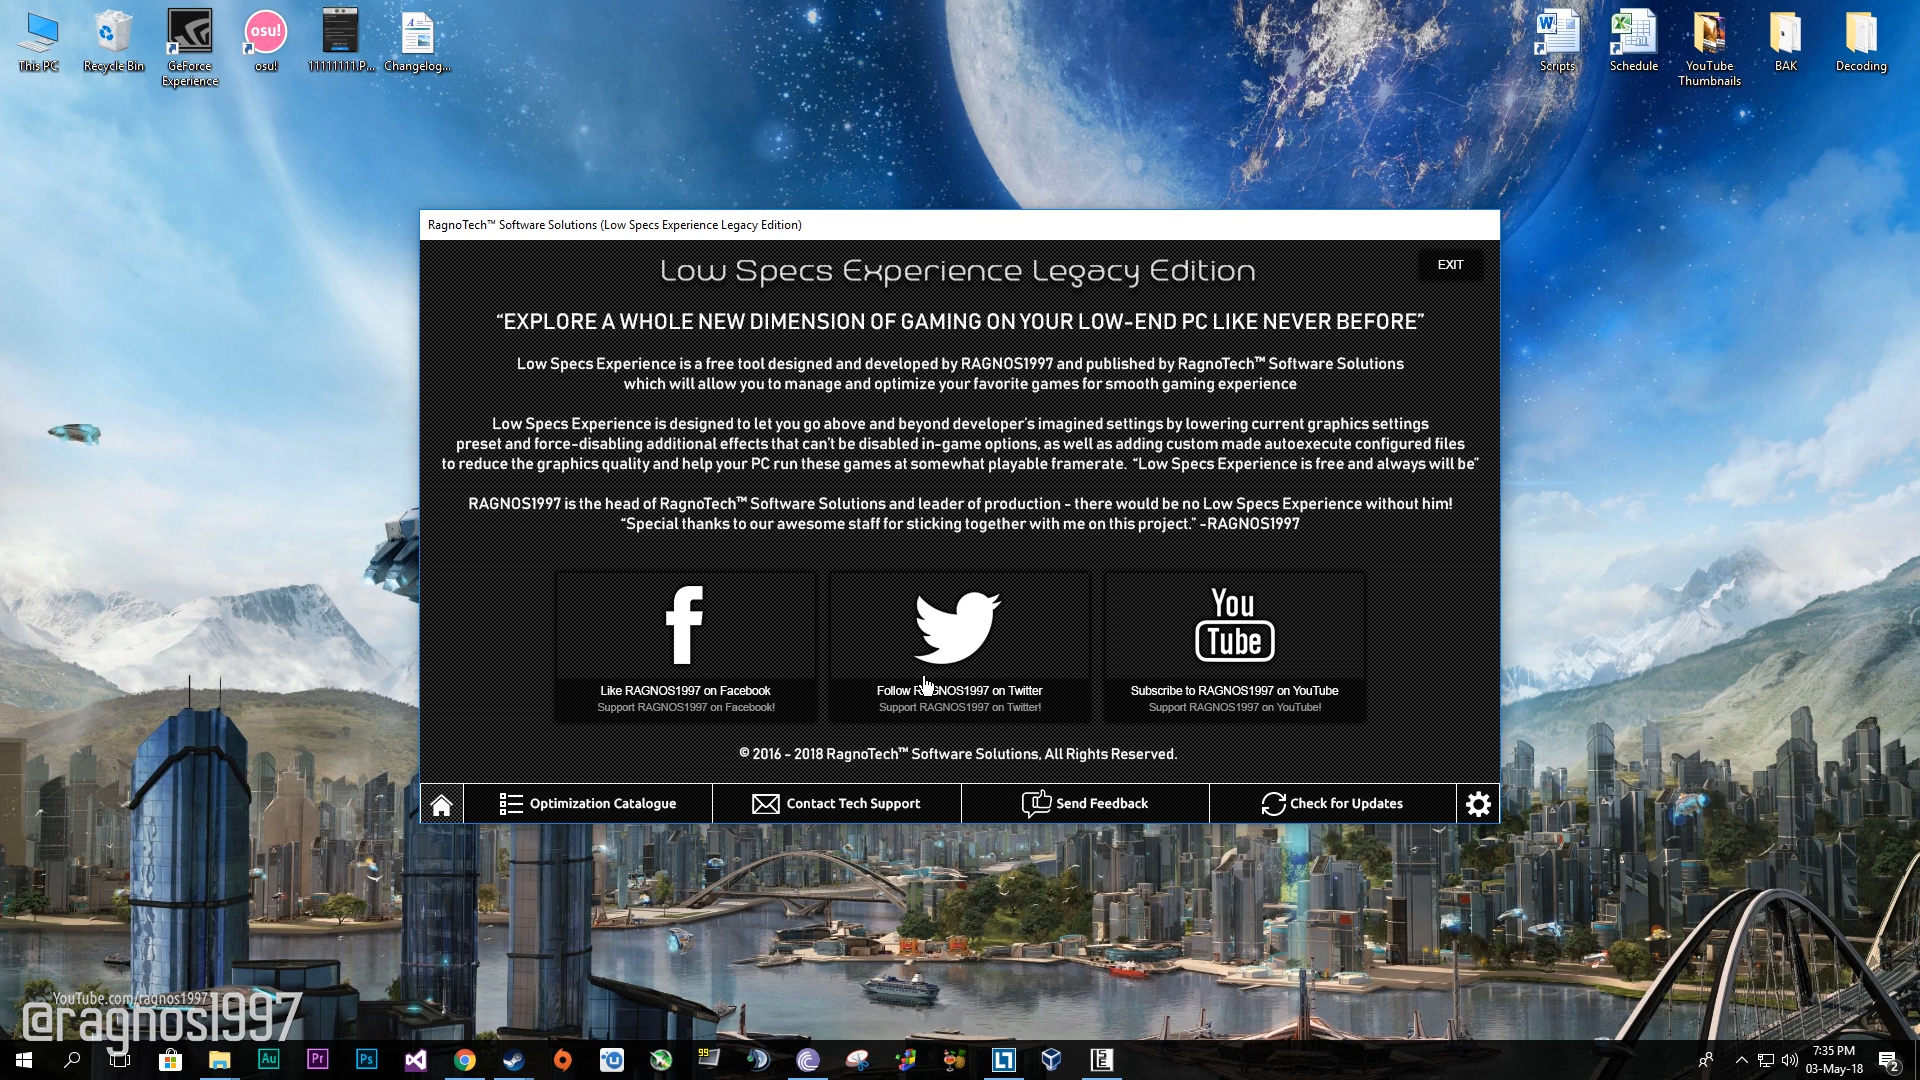 This PC
Recycle Bin
GeForce Experience
osu!
osu!
11111111.P...
Changelog...
Scripts
Schedule
YouTube Thumbnails
BAK
Decoding
RagnoTech™ Software Solutions (Low Specs Experience Legacy Edition)
Low Specs Experience Legacy Edition
EXIT
“EXPLORE A WHOLE NEW DIMENSION OF GAMING ON YOUR LOW-END PC LIKE NEVER BEFORE”
Low Specs Experience is a free tool designed and developed by RAGNOS1997 and published by RagnoTech™ Software Solutions
which will allow you to manage and optimize your favorite games for smooth gaming experience
Low Specs Experience is designed to let you go above and beyond developer's imagined settings by lowering current graphics settings
preset and force-disabling additional effects that can't be disabled in-game options, as well as adding custom made autoexecute configured files
to reduce the graphics quality and help your PC run these games at somewhat playable framerate. “Low Specs Experience is free and always will be”
RAGNOS1997 is the head of RagnoTech™ Software Solutions and leader of production - there would be no Low Specs Experience without him!
“Special thanks to our awesome staff for sticking together with me on this project.” -RAGNOS1997
f
You Tube
Like RAGNOS1997 on Facebook
Support RAGNOS1997 on Facebook!
Follow RAGNOS1997 on Twitter
Support RAGNOS1997 on Twitter!
Subscribe to RAGNOS1997 on YouTube
Support RAGNOS1997 on YouTube!
© 2016 - 2018 RagnoTech™ Software Solutions, All Rights Reserved.
Optimization Catalogue
Contact Tech Support
Send Feedback
Check for Updates
YouTube.com/ragnos1997
@ragnos1997
Au
Pr
Ps
99
7:35 PM
03-May-18
2